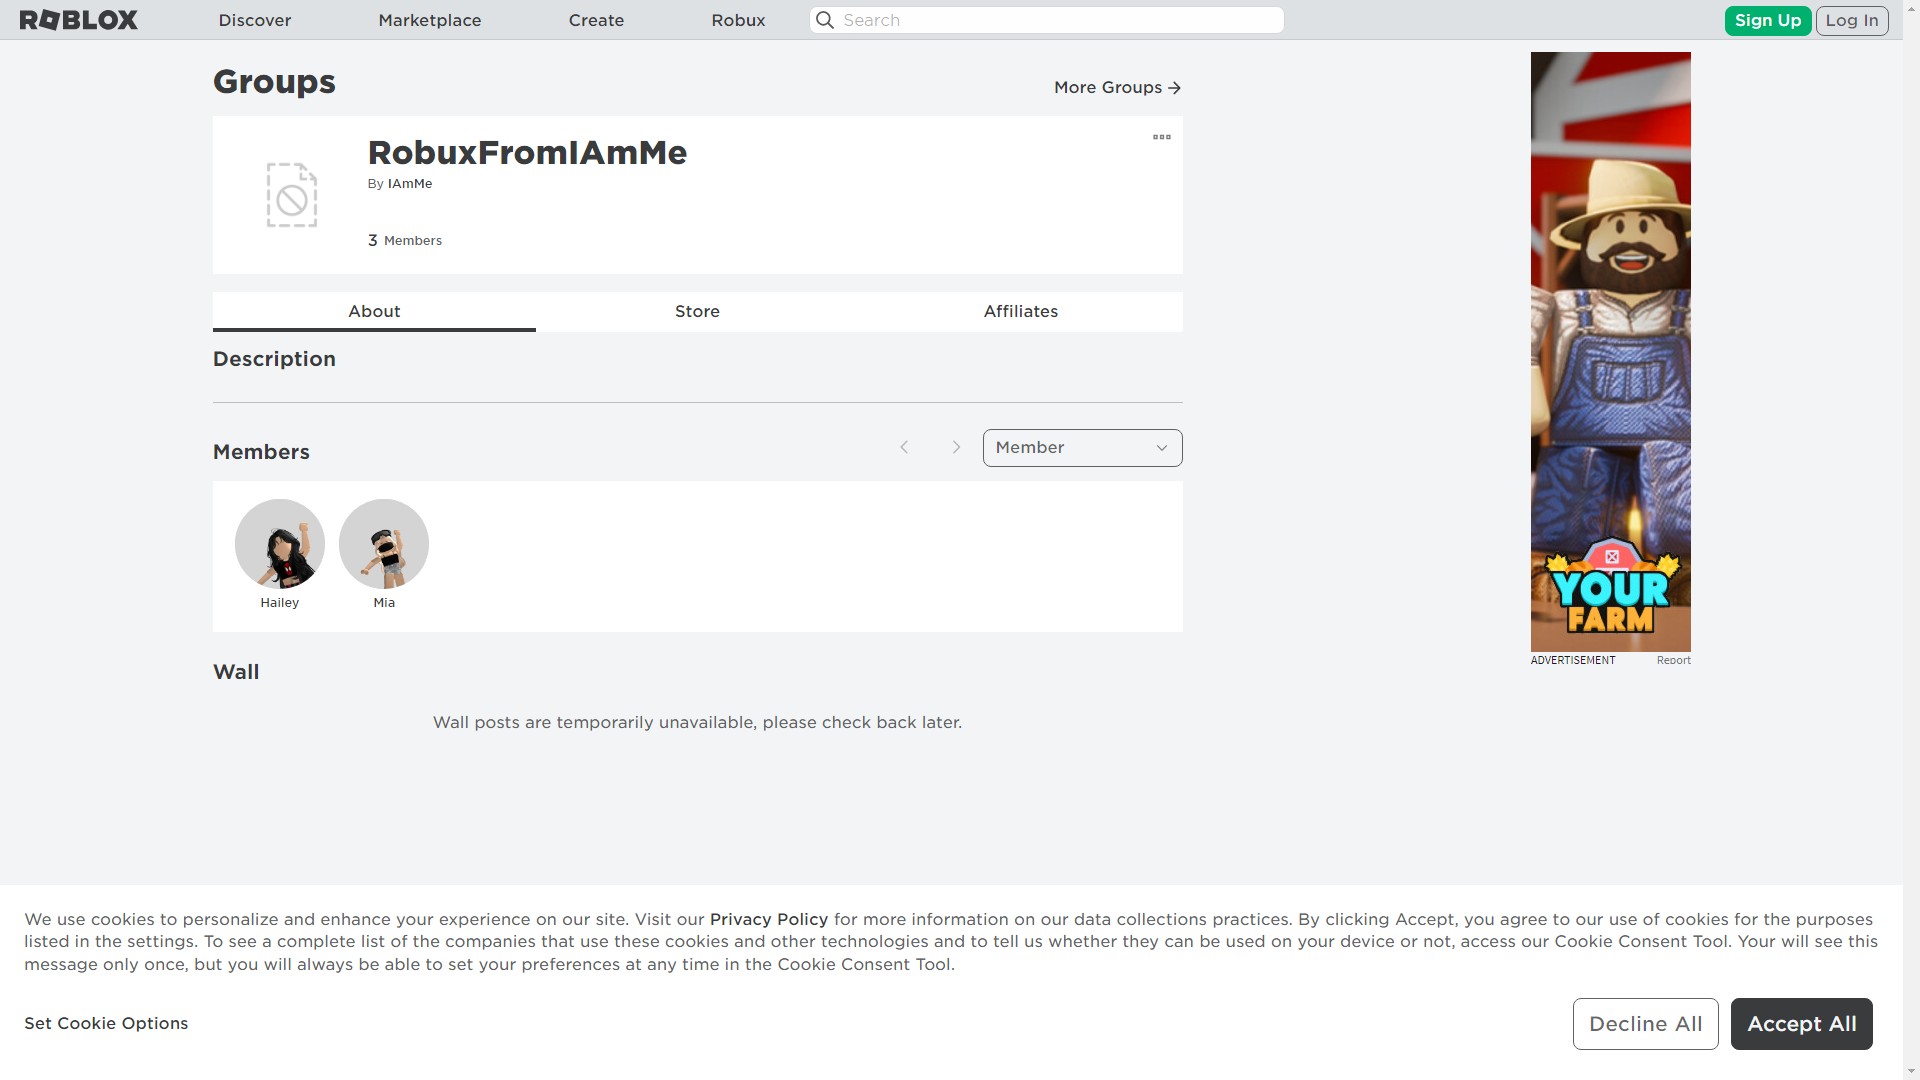 ROBLOX
Discover
Marketplace
Create
Robux
Search
Sign Up
Log In
Groups
More Groups
RobuxFromIAmMe
By IAmMe
3 Members
About
Store
Affiliates
Description
Members
Member
Hailey
Mia
Wall
Wall posts are temporarily unavailable, please check back later.
YOUR
FARM
ADVERTISEMENT
Report
We use cookies to personalize and enhance your experience on our site. Visit our Privacy Policy for more information on our data collections practices. By clicking Accept, you agree to our use of cookies for the purposes
listed in the settings. To see a complete list of the companies that use these cookies and other technologies and to tell us whether they can be used on your device or not, access our Cookie Consent Tool. Your will see this
message only once, but you will always be able to set your preferences at any time in the Cookie Consent Tool.
Set Cookie Options
Decline All
Accept All